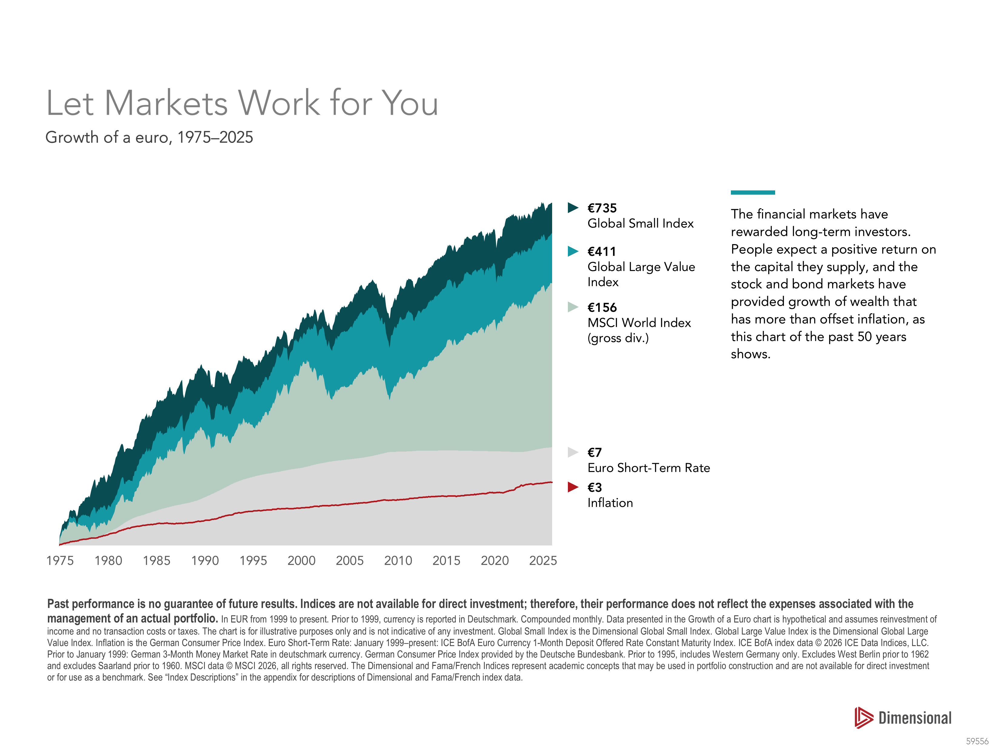 Let Markets Work for You
Growth of a euro, 1975–2025
€735
Global Small Index
€411
Global Large Value
Index
€156
MSCI World Index
(gross div.)
€7
Euro Short-Term Rate
€3
Inflation
The financial markets have
rewarded long-term investors.
People expect a positive return on
the capital they supply, and the
stock and bond markets have
provided growth of wealth that
has more than offset inflation, as
this chart of the past 50 years
shows.
1975 1980 1985 1990 1995 2000 2005 2010 2015 2020 2025
Past performance is no guarantee of future results. Indices are not available for direct investment; therefore, their performance does not reflect the expenses associated with the
management of an actual portfolio. In EUR from 1999 to present. Prior to 1999, currency is reported in Deutschmark. Compounded monthly. Data presented in the Growth of a Euro chart is hypothetical and assumes reinvestment of
income and no transaction costs or taxes. The chart is for illustrative purposes only and is not indicative of any investment. Global Small Index is the Dimensional Global Small Index. Global Large Value Index is the Dimensional Global Large
Value Index. Inflation is the German Consumer Price Index. Euro Short-Term Rate: January 1999–present: ICE BofA Euro Currency 1-Month Deposit Offered Rate Constant Maturity Index. ICE BofA index data © 2026 ICE Data Indices, LLC.
Prior to January 1999: German 3-Month Money Market Rate in deutschmark currency. German Consumer Price Index provided by the Deutsche Bundesbank. Prior to 1995, includes Western Germany only. Excludes West Berlin prior to 1962
and excludes Saarland prior to 1960. MSCI data © MSCI 2026, all rights reserved. The Dimensional and Fama/French Indices represent academic concepts that may be used in portfolio construction and are not available for direct investment
or for use as a benchmark. See “Index Descriptions” in the appendix for descriptions of Dimensional and Fama/French index data.
Dimensional
59556